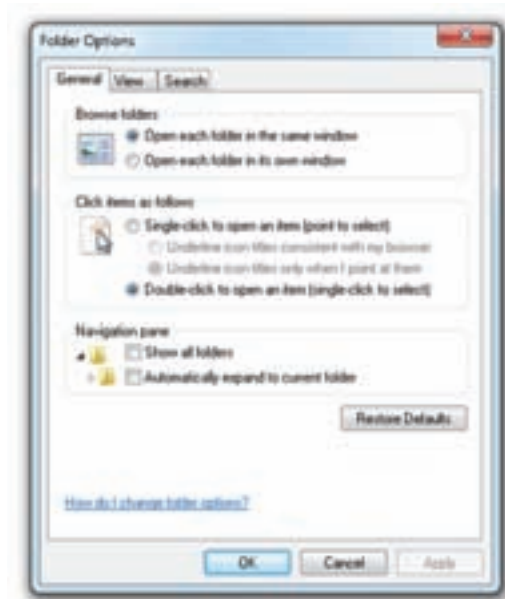 Folder Options
General View Search
Browse folders
Open each folder in the same window
Open each folder in its own window
Click items as follows
Single-click to open an item (point to select)
Underline icon titles consistent with my browser
Underline icon titles only when I point at them
Double-click to open an item (single-click to select)
Navigation pane
Show all folders
Automatically expand to current folder
Restore Defaults
How do I change folder options?
OK Cancel Apply